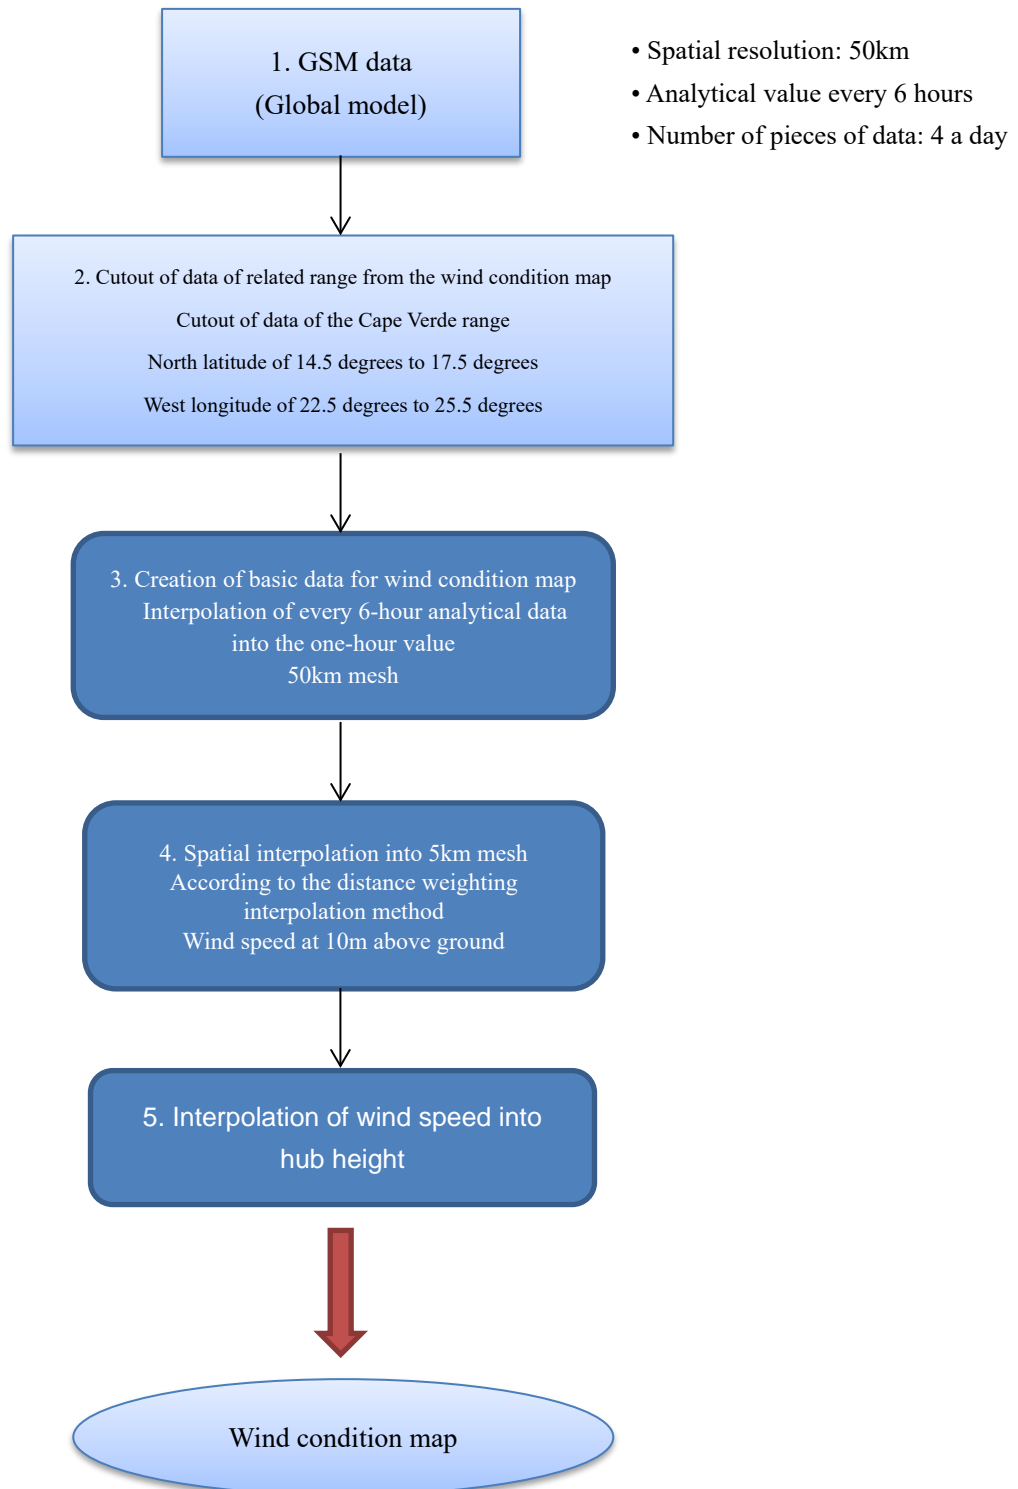 1. GSM data
(Global model)
• Spatial resolution: 50km
• Analytical value every 6 hours
• Number of pieces of data: 4 a day
2. Cutout of data of related range from the wind condition map
Cutout of data of the Cape Verde range
North latitude of 14.5 degrees to 17.5 degrees
West longitude of 22.5 degrees to 25.5 degrees
3. Creation of basic data for wind condition map
Interpolation of every 6-hour analytical data
into the one-hour value
50km mesh
4. Spatial interpolation into 5km mesh
According to the distance weighting
interpolation method
Wind speed at 10m above ground
5. Interpolation of wind speed into
hub height
Wind condition map